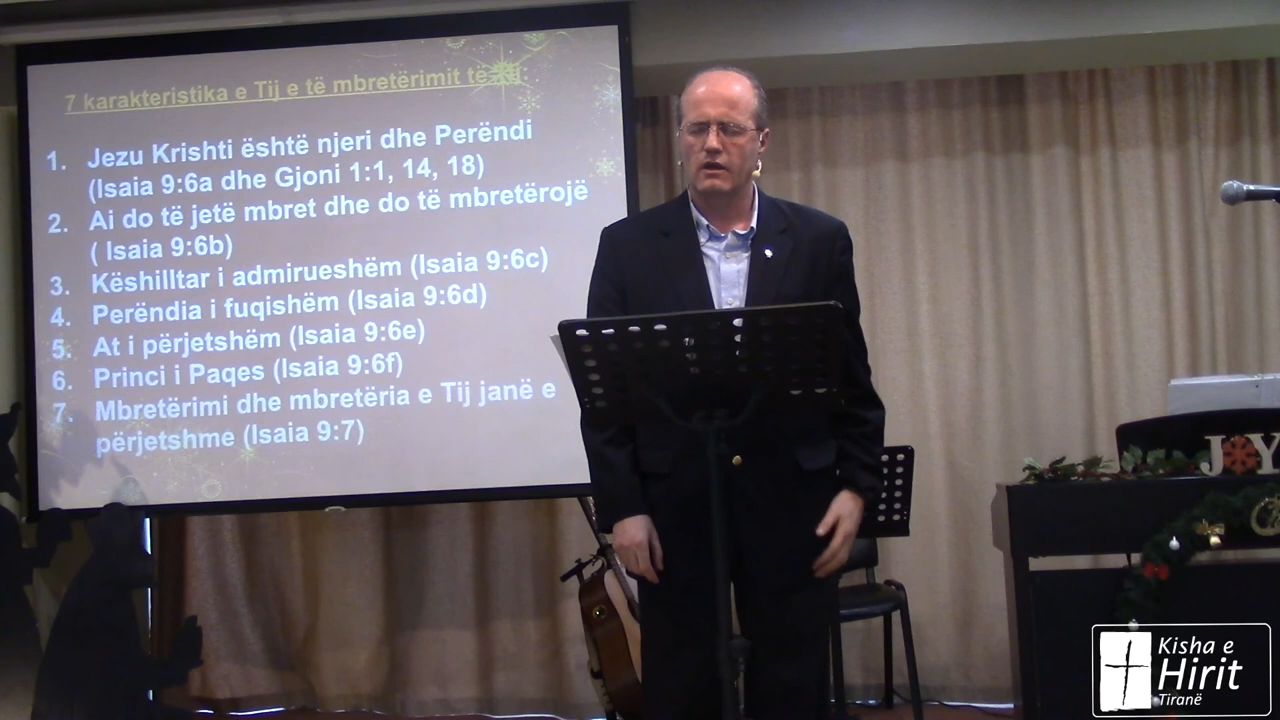 7 karakteristika e Tij e të mbretërimit të Tij
1. Jezu Krishti është njeri dhe Perëndi
(Isaia 9:6a dhe Gjoni 1:1, 14, 18)
2. Ai do të jetë mbret dhe do të mbretërojë
( Isaia 9:6b)
3. Këshilltar i admirueshëm (Isaia 9:6c)
4. Perëndia i fuqishëm (Isaia 9:6d)
5. At i përjetshëm (Isaia 9:6e)
6. Princi i Paqes (Isaia 9:6f)
7. Mbretërimi dhe mbretëria e Tij janë e
përjetshme (Isaia 9:7)
JOY
Kisha e
Hirit
Tiranë